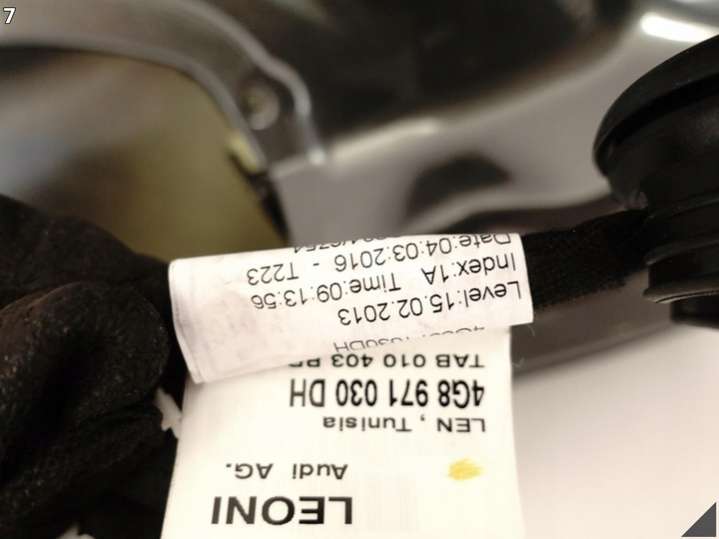 7
LEONI
Audi AG.
LEN , Tunisia
4G8 971 030 DH
TAB 010 403
Level:15.02.2013
Index:1A Time:09:13:56
Date:04:03:2016 - T223